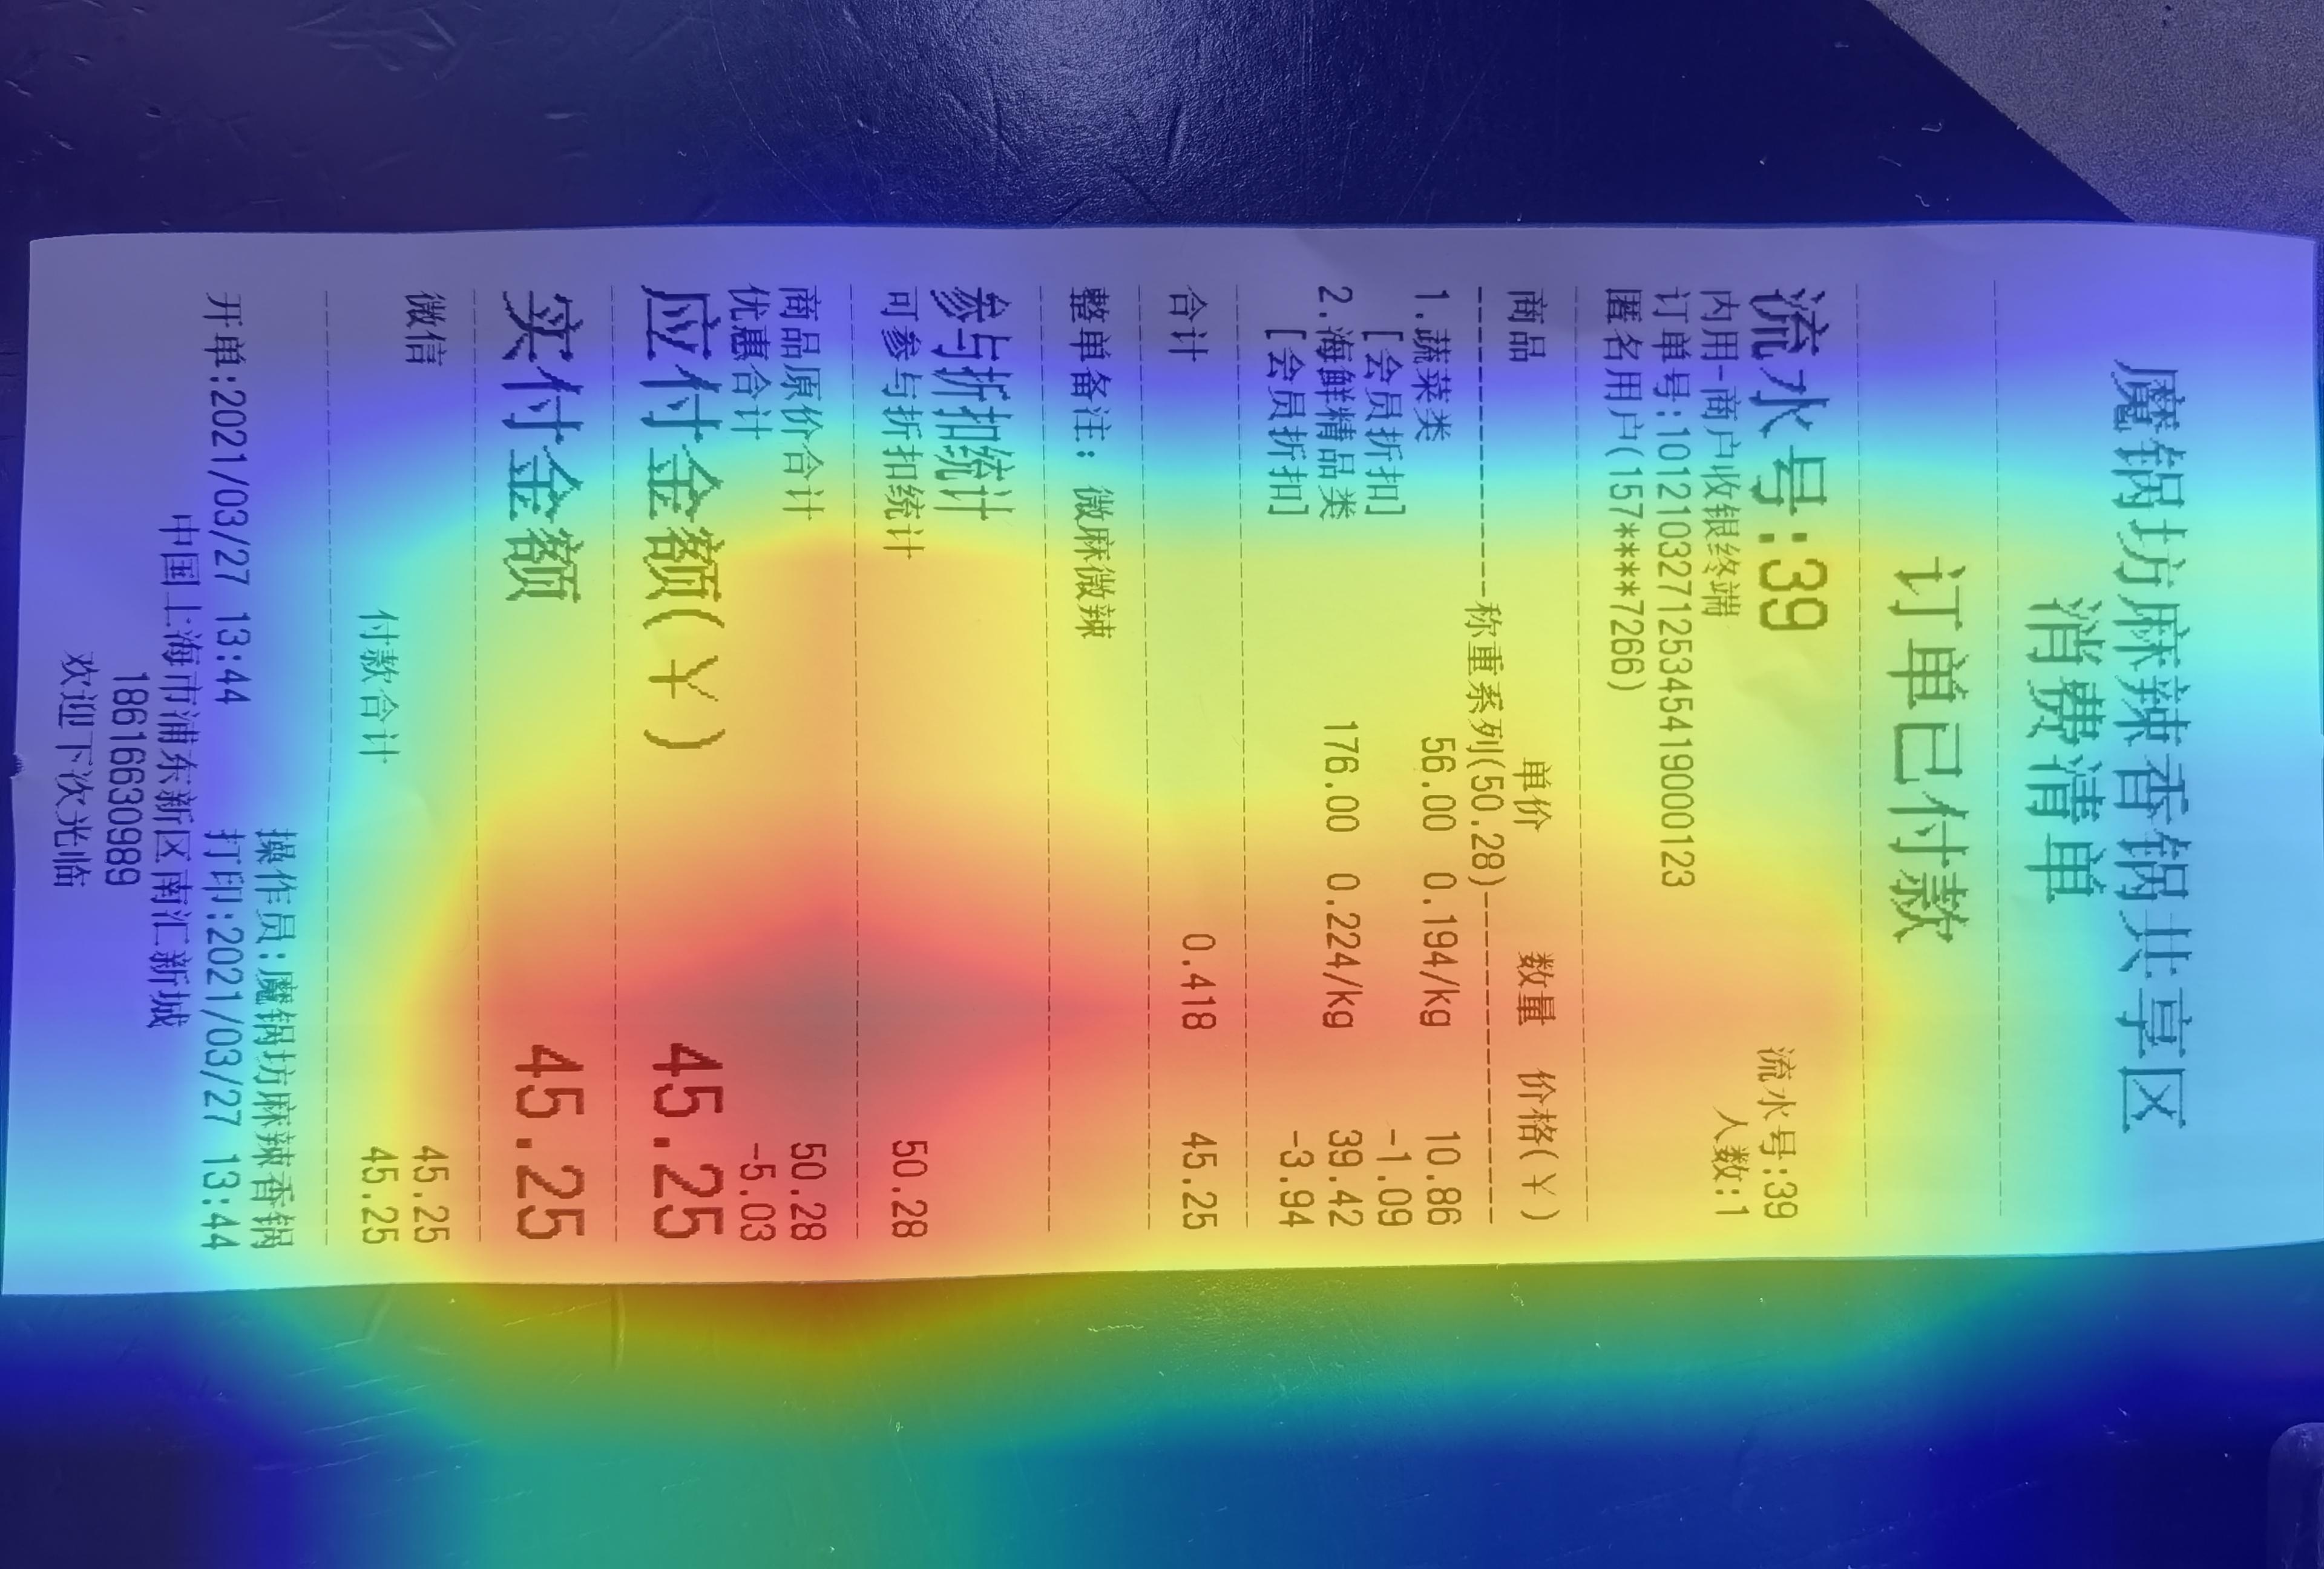 魔锅坊麻辣香锅共享区
消费清单
订单已付款
流水号:39 流水号:39
内用-商户收银终端 人数:1
订单号:10121032712534541900​0123
匿名用户(157****7266)
商品 单价 数量 价格(¥)
----------------------称重系列(50.28)----------------------
1.蔬菜类 56.00 0.194/kg 10.86
[会员折扣] -1.09
2.海鲜精品类 176.00 0.224/kg 39.42
[会员折扣] -3.94
合计 0.418 45.25
整单备注: 微麻微辣
参与折扣统计
可参与折扣统计 50.28
商品原价合计 50.28
优惠合计 -5.03
应付金额(¥) 45.25
实付金额 45.25
微信 45.25
付款合计 45.25
操作员:魔锅坊麻辣香锅
开单:2021/03/27 13:44 打印:2021/03/27 13:44
中国上海市浦东新区南汇新城
18616630989
欢迎下次光临